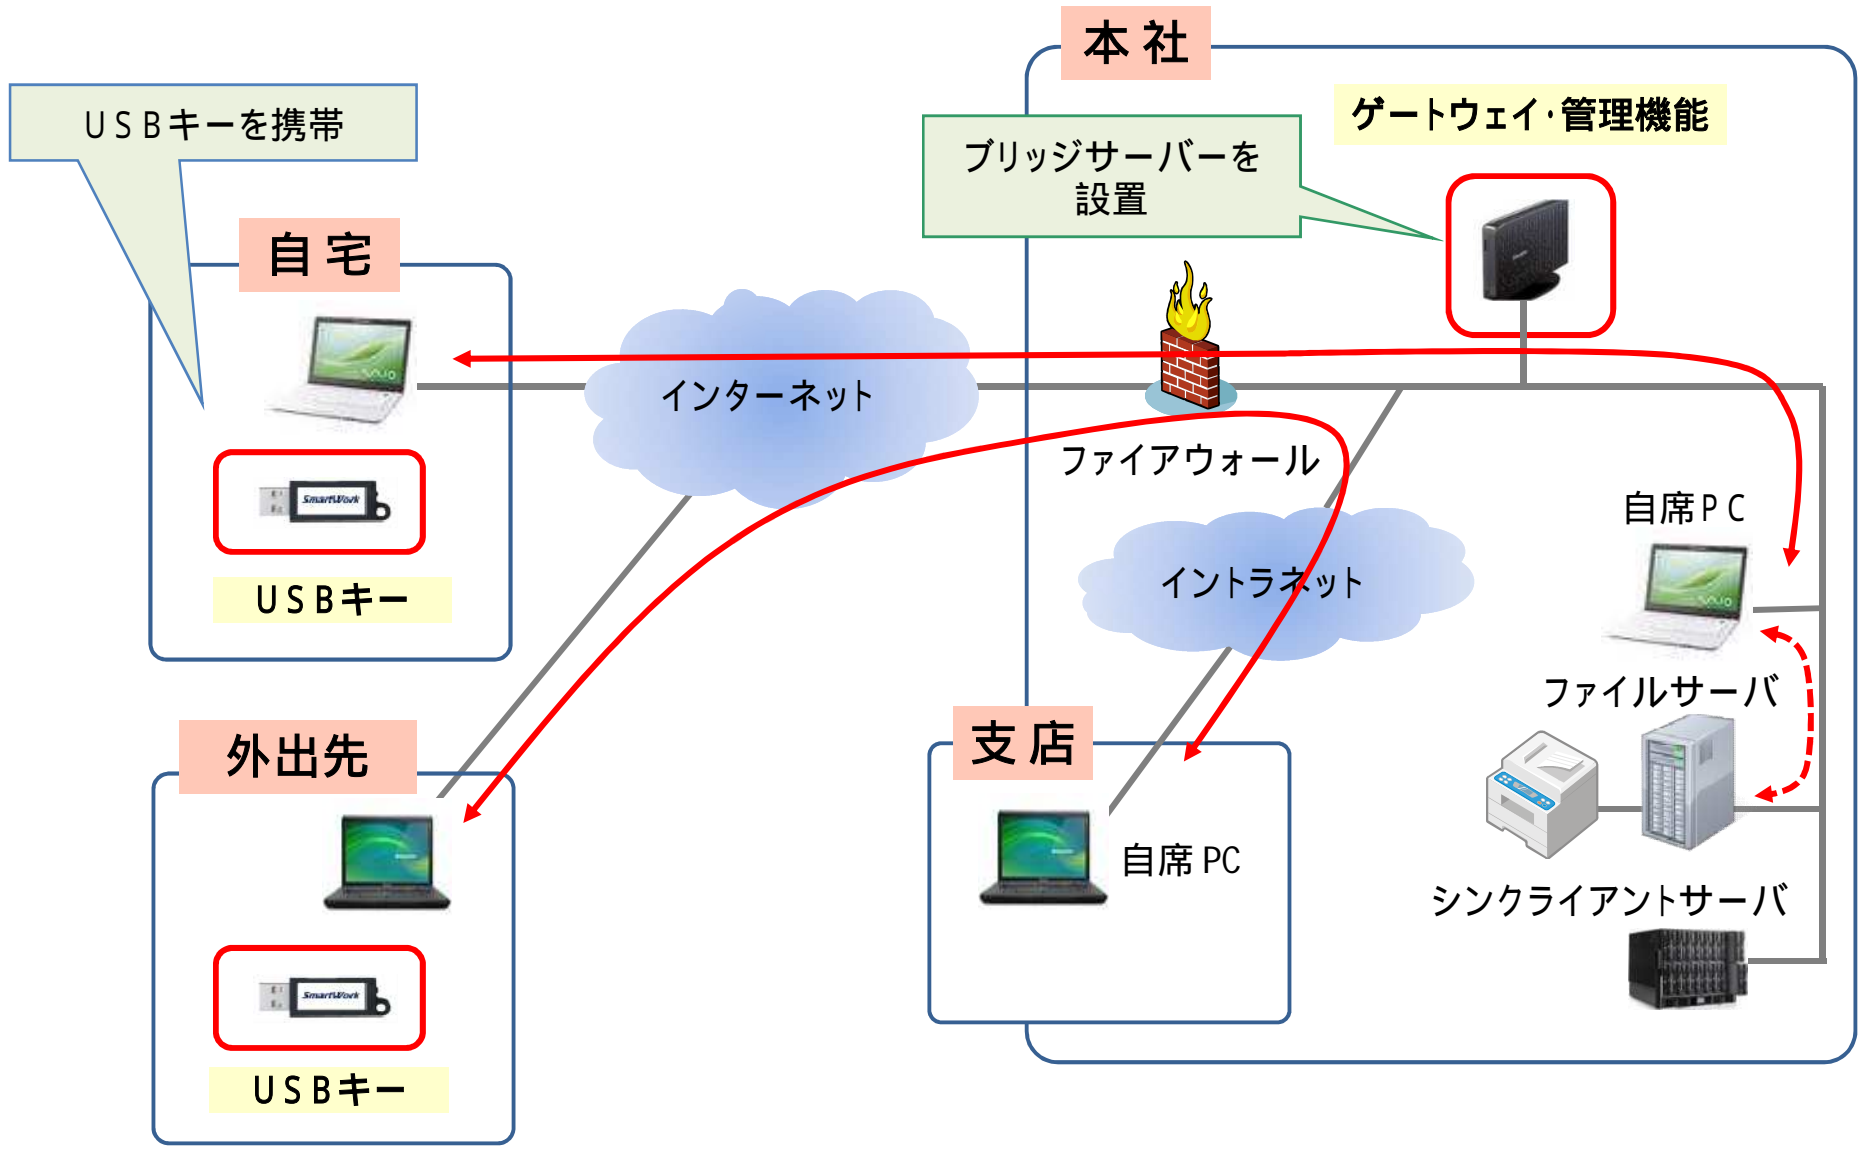 本社
ゲートウェイ・管理機能
USBキーを携帯
ブリッジサーバーを
設置
自宅
インターネット
ファイアウォール
SmartWork
自席PC
イントラネット
USBキー
ファイルサーバ
支店
外出先
自席PC
シンクライアントサーバ
SmartWork
USBキー